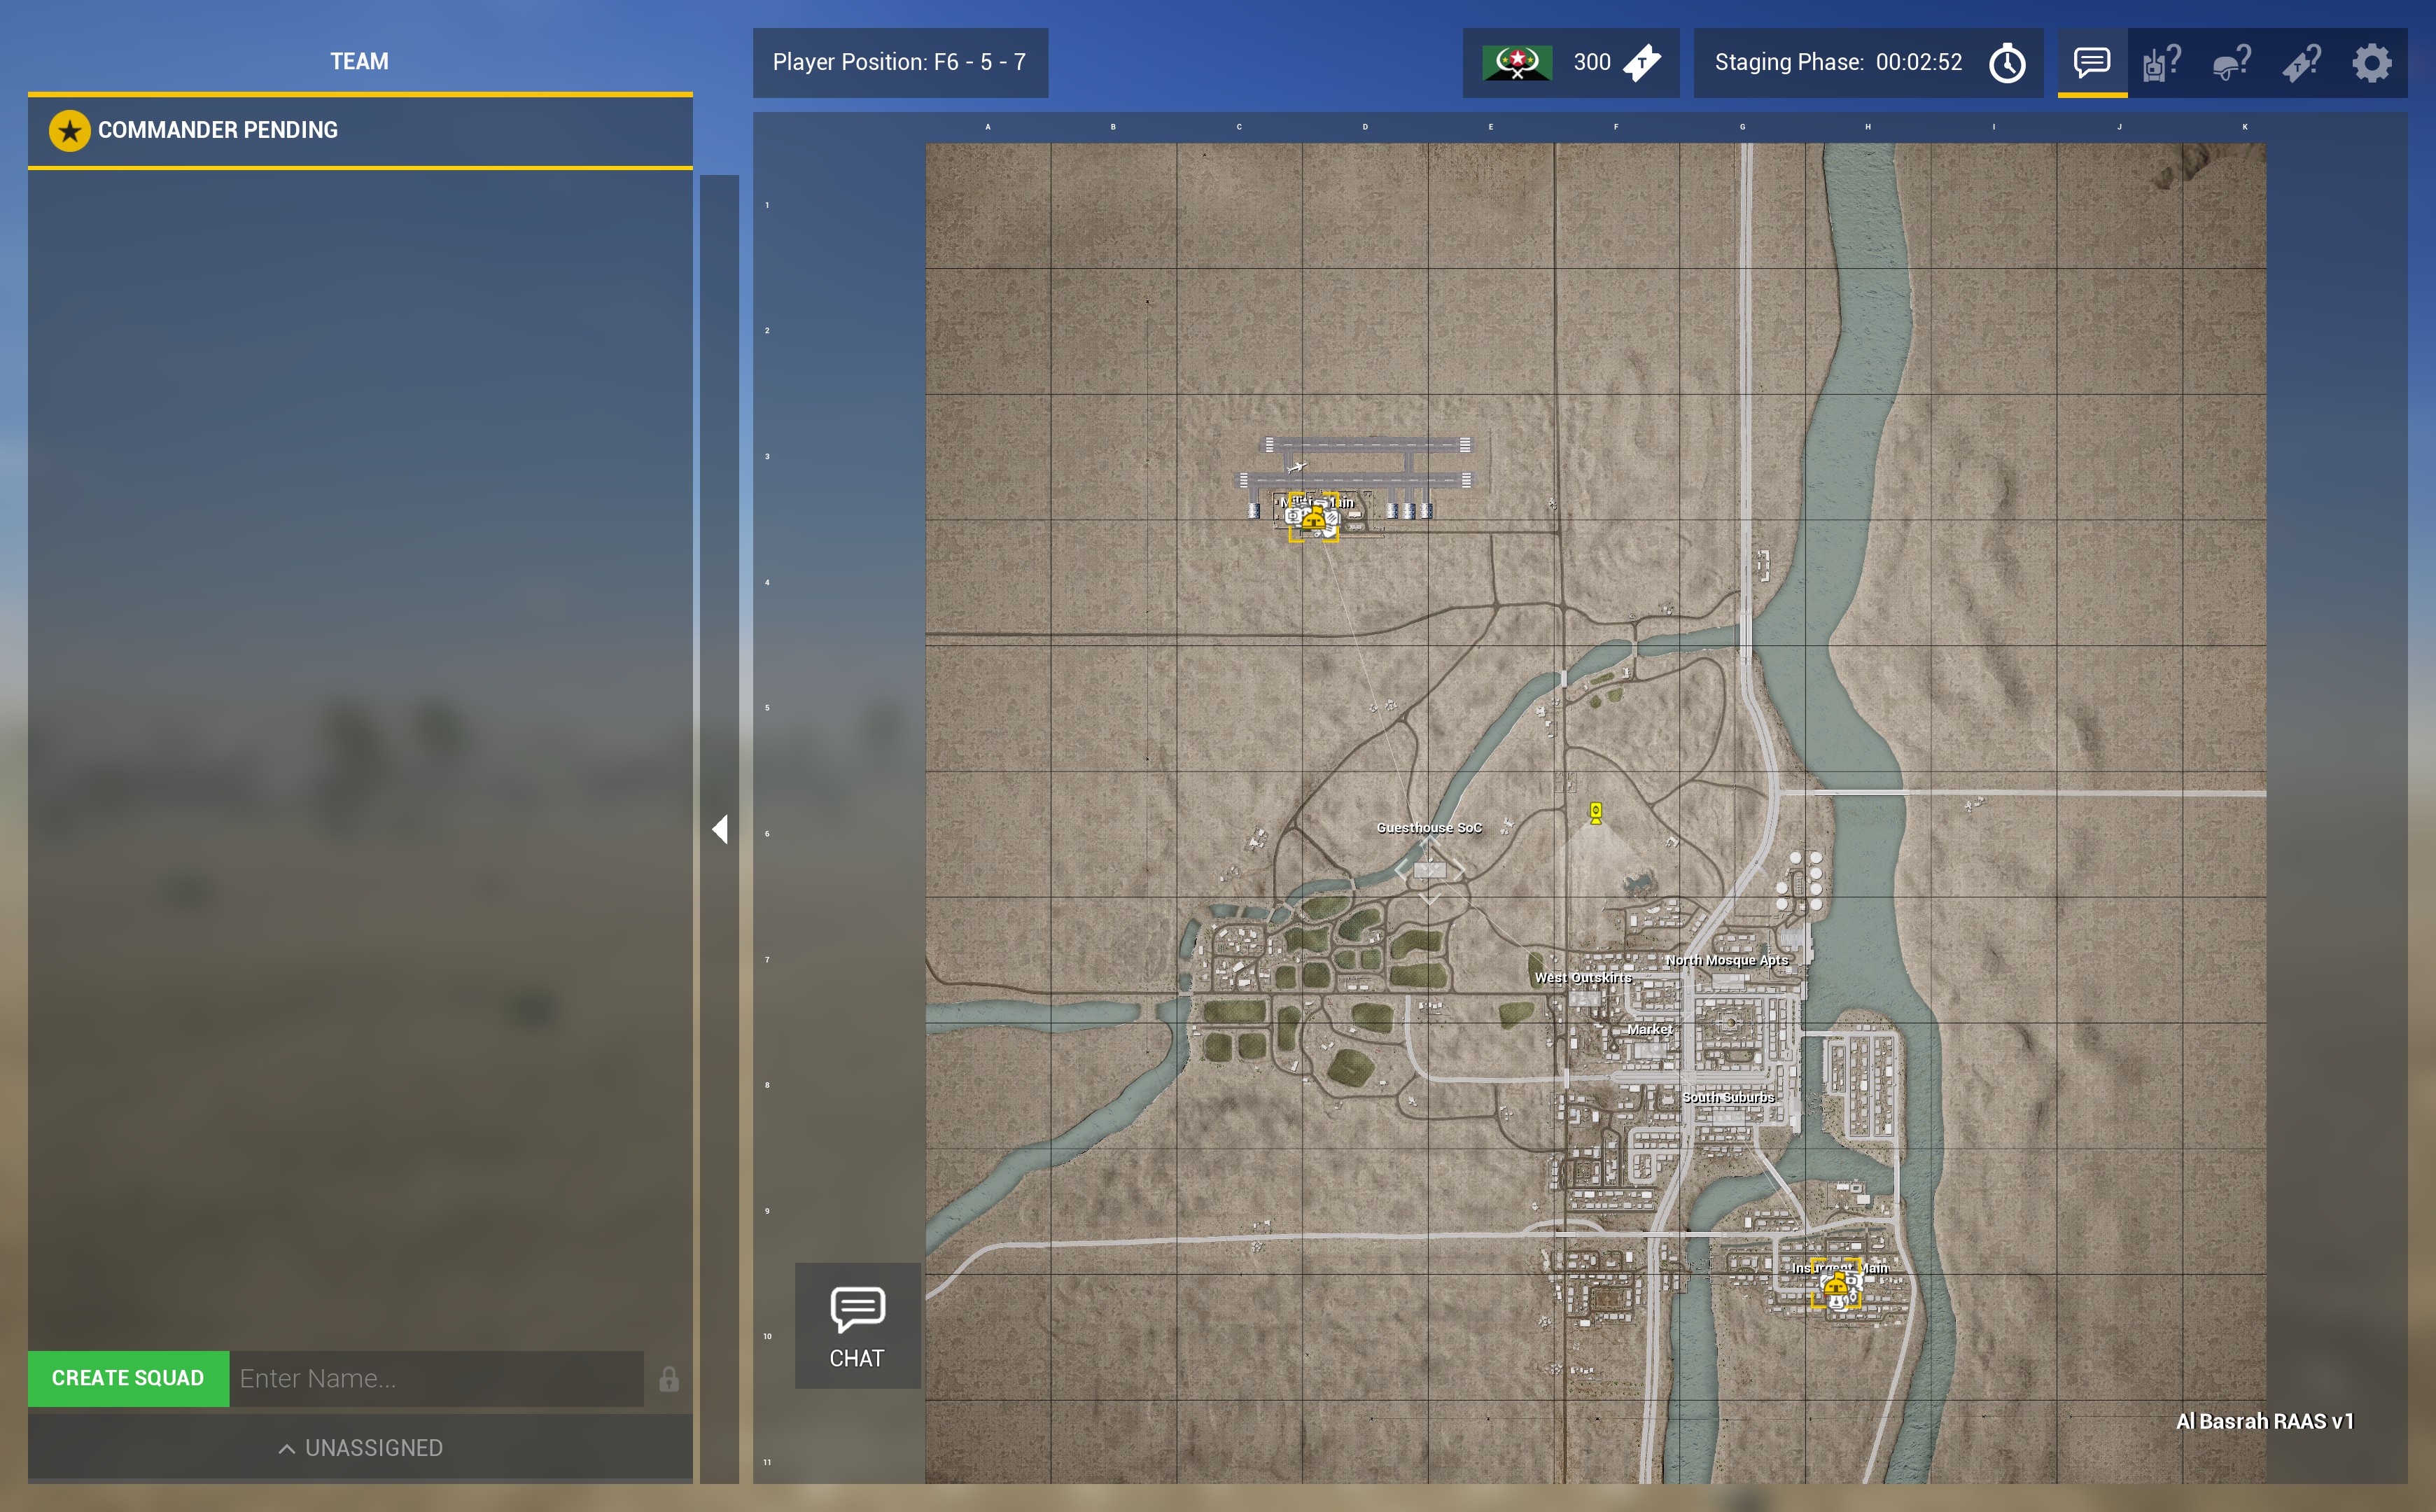 TEAM
Player Position: F6 - 5 - 7
300
Staging Phase: 00:02:52
COMMANDER PENDING
A B C D E F G H I J K
1
2
3
4
5
6
Guesthouse SoC
7
North Mosque Apts
West Outskirts
Market
8
South Suburbs
9
Insurgent Main
10
CHAT
CREATE SQUAD
Enter Name...
Al Basrah RAAS v1
UNASSIGNED
11